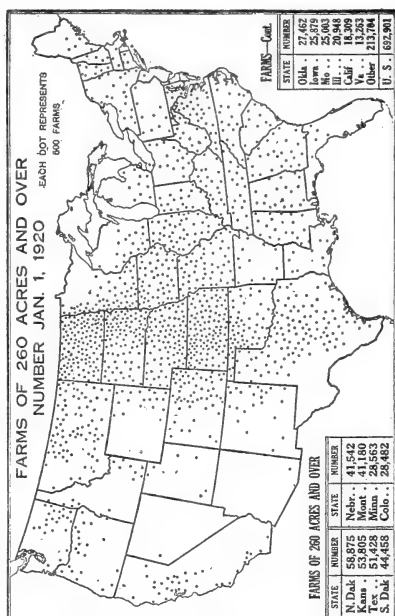 FARMS OF 260 ACRES AND OVER
NUMBER JAN. 1, 1920
EACH DOT REPRESENTS
500 FARMS
FARMS OF 260 ACRES AND OVER
STATE NUMBER STATE NUMBER
N. Dak 58,875 Nebr.. 41,542
Kans.. 53,805 Mont.. 41,180
Tex... 51,428 Minn 28,563
S. Dak 44,458 Colo.. 28,482
FARMS—Cont.
STATE NUMBER
Okla 27,462
Iowa 25,879
Mo... 25,003
Ill... 20,948
Calif 18,309
Va 13,263
Other 213,704
U. S. 692,901